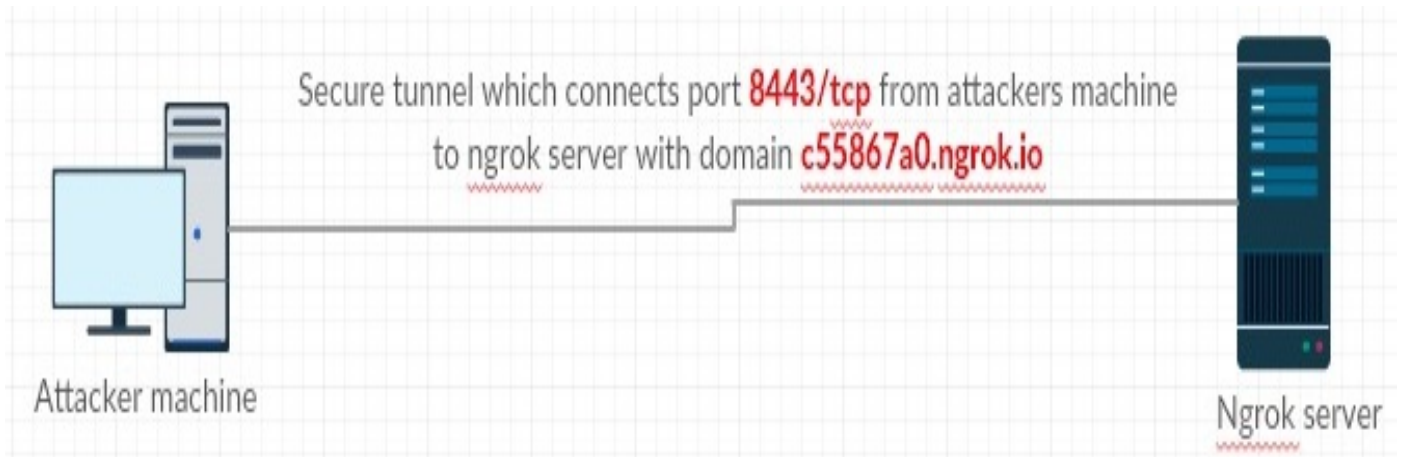 Secure tunnel which connects port 8443/tcp from attackers machine
to ngrok server with domain c55867a0.ngrok.io
Attacker machine
Ngrok server